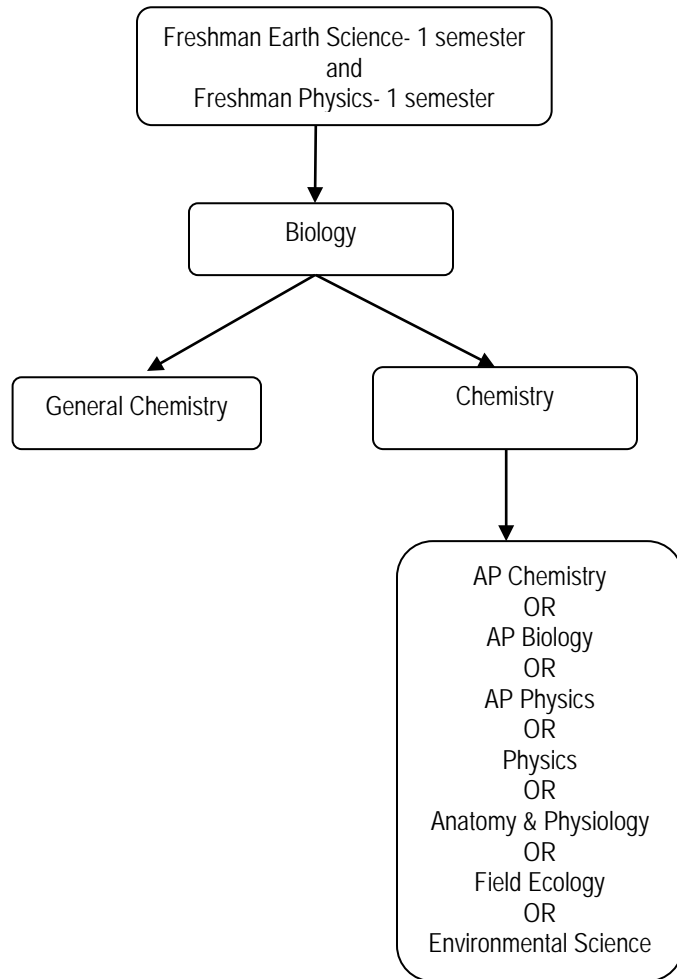 Freshman Earth Science- 1 semester
and
Freshman Physics- 1 semester
Biology
General Chemistry
Chemistry
AP Chemistry
OR
AP Biology
OR
AP Physics
OR
Physics
OR
Anatomy & Physiology
OR
Field Ecology
OR
Environmental Science